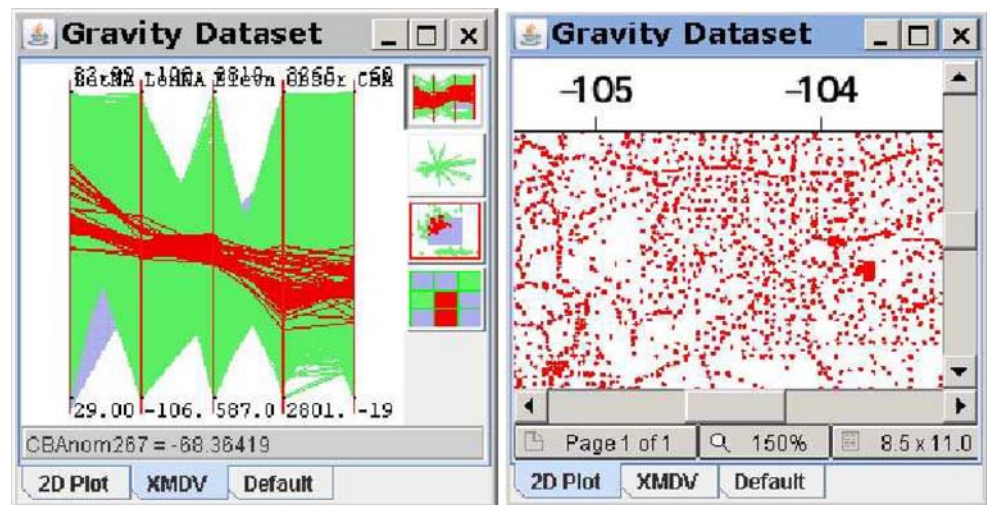 Gravity Dataset
29.00 -106. 587.0 2801. -19
CBAnom267 = -68.36419
2D Plot XMDV Default
Gravity Dataset
-105 -104
Page 1 of 1 150% 8.5 x 11.0
2D Plot XMDV Default